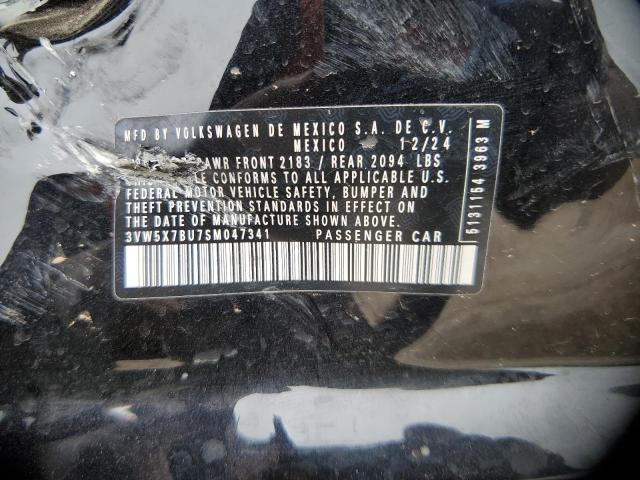 MFD BY VOLKSWAGEN DE MEXICO S.A. DE C.V.
MEXICO 12/24
GAWR FRONT 2183 / REAR 2094 LBS
CONFORMS TO ALL APPLICABLE U.S.
FEDERAL MOTOR VEHICLE SAFETY, BUMPER AND
THEFT PREVENTION STANDARDS IN EFFECT ON
THE DATE OF MANUFACTURE SHOWN ABOVE.
3VW5X7BU7SM047341 PASSENGER CAR
5131154 3963 M